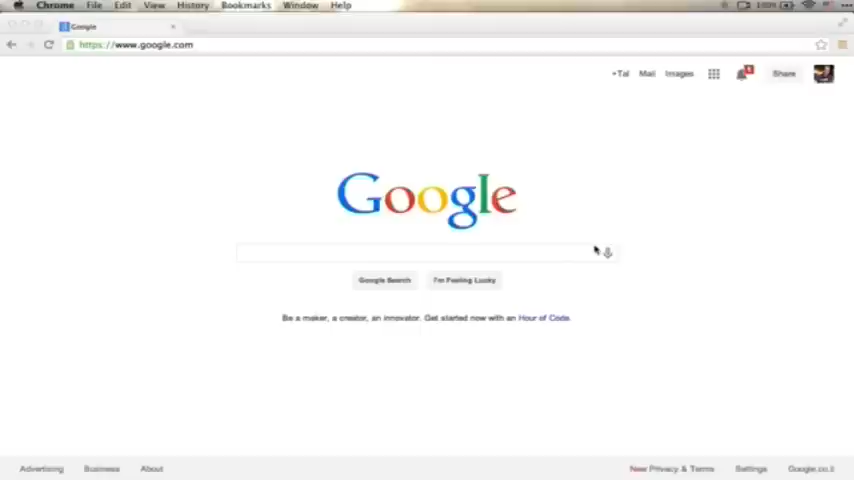 Chrome File Edit View History Bookmarks Window Help
Google
https://www.google.com
+Tal Mail Images Share
Google
Google Search I'm Feeling Lucky
Be a maker, a creator, an innovator. Get started now with an Hour of Code.
Advertising Business About New Privacy & Terms Settings Google.co.il